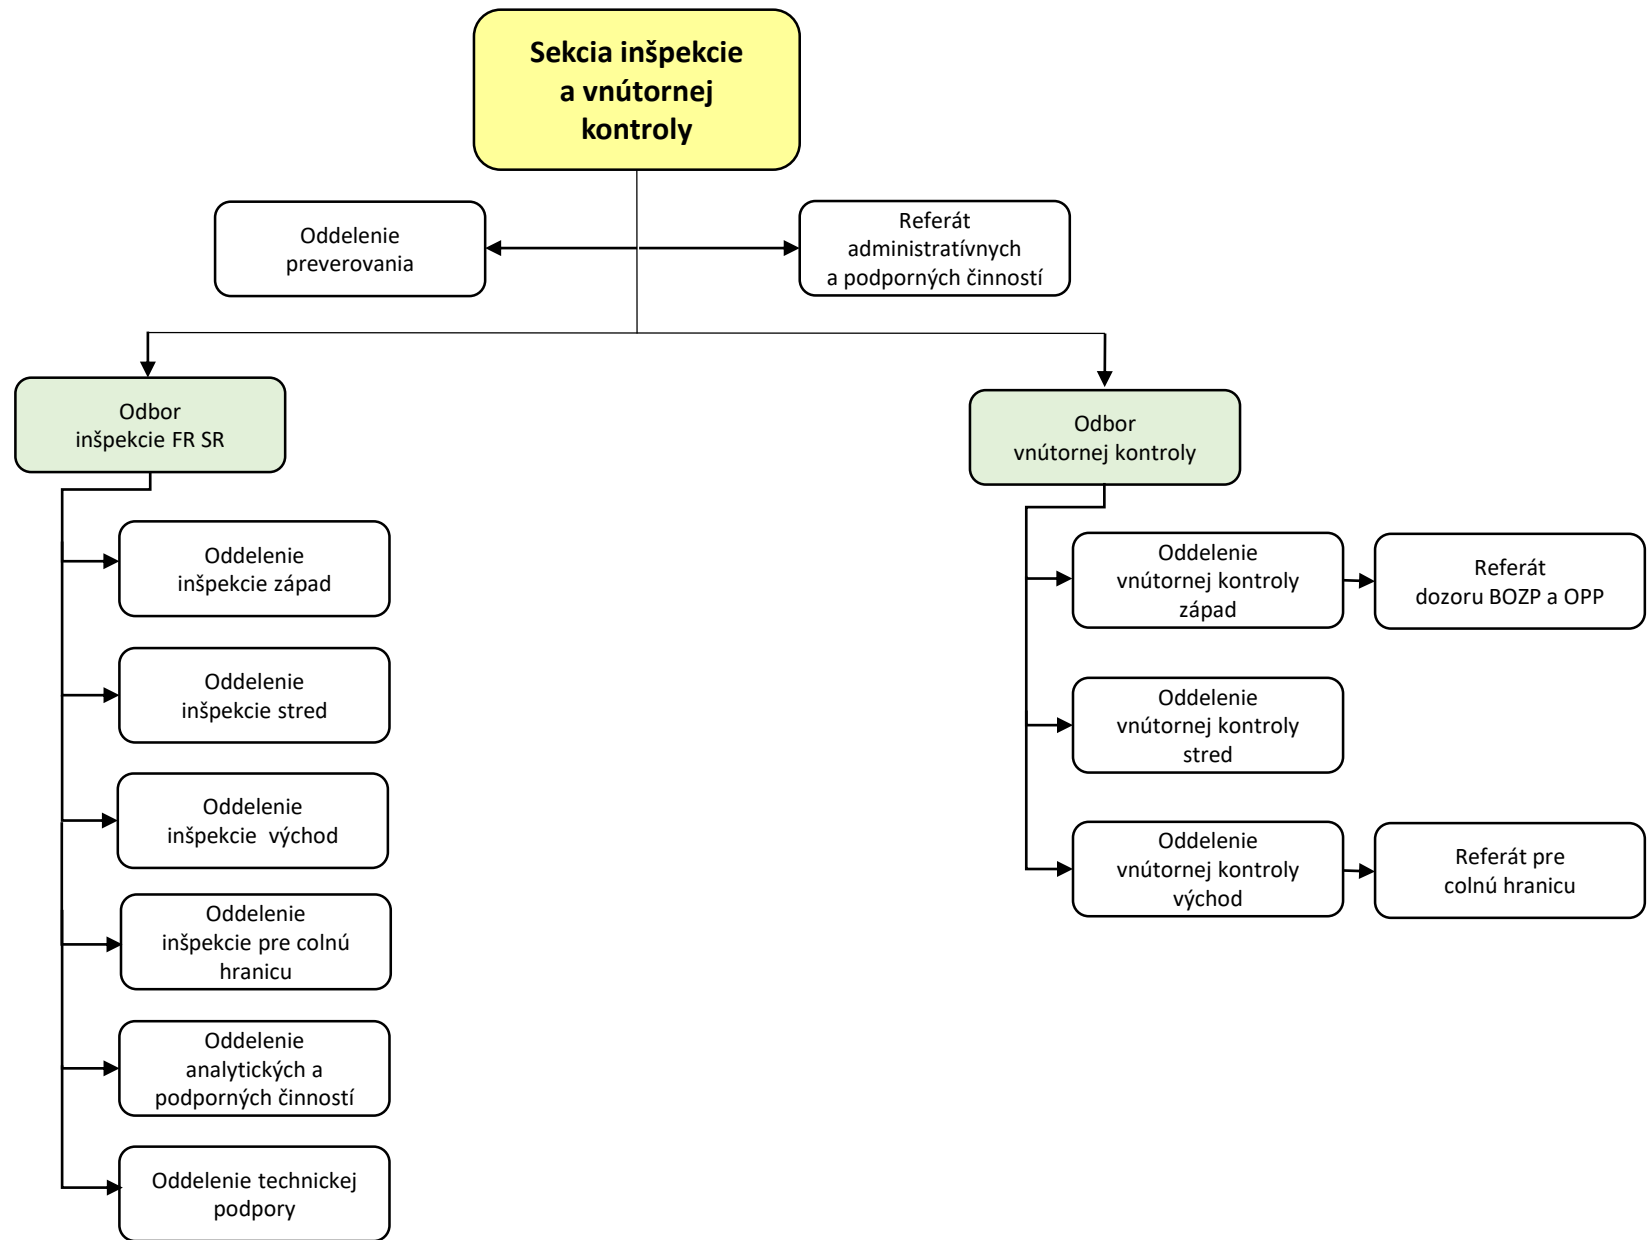 Sekcia inšpekcie
a vnútornej
kontroly
Oddelenie
preverovania
Referát
administratívnych
a podporných činností
Odbor
inšpekcie FR SR
Oddelenie
inšpekcie západ
Oddelenie
inšpekcie stred
Oddelenie
inšpekcie východ
Oddelenie
inšpekcie pre colnú
hranicu
Oddelenie
analytických a
podporných činností
Oddelenie technickej
podpory
Odbor
vnútornej kontroly
Oddelenie
vnútornej kontroly
západ
Referát
dozoru BOZP a OPP
Oddelenie
vnútornej kontroly
stred
Oddelenie
vnútornej kontroly
východ
Referát pre
colnú hranicu